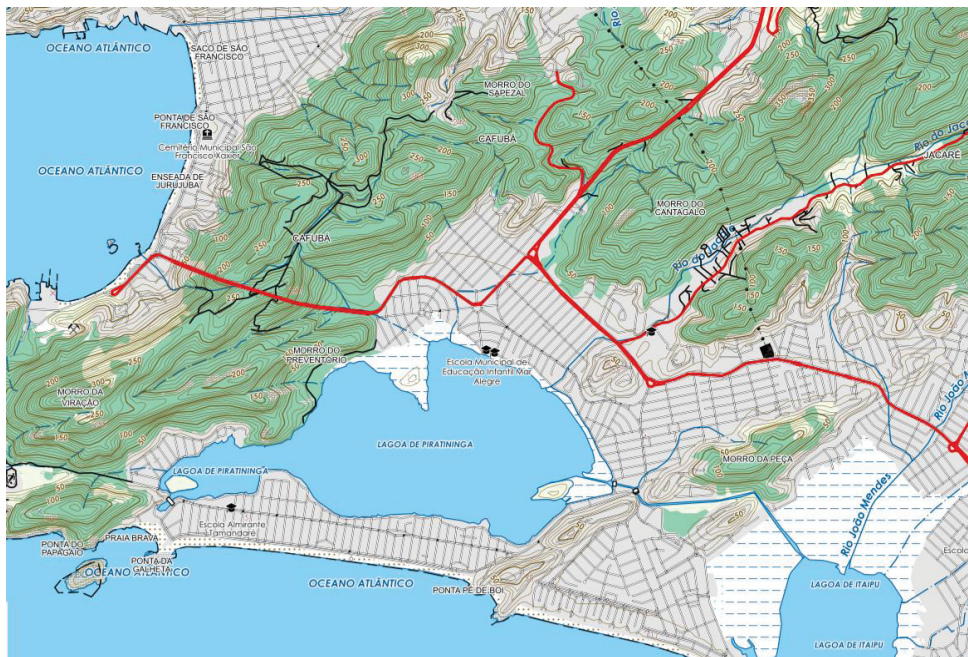 OCEANO ATLÂNTICO
SACO DE SÃO
FRANCISCO
PONTA DE SÃO
FRANCISCO
Cemitério Municipal São
Francisco Xavier
OCEANO ATLÂNTICO
ENSEADA DE
JURUJUBA
MORRO DO
SAPEZAL
CAFUBÁ
CAFUBÁ
MORRO DO
CANTAGALO
Rio do Jacaré
JACARÉ
MORRO DO
PREVENTÓRIO
Escola Municipal de
Educação Infantil Mar
Alegre
MORRO DA
VIRAÇÃO
LAGOA DE PIRATININGA
LAGOA DE PIRATININGA
MORRO DA PEÇA
Rio João Mendes
Escola Almirante
Tamandaré
PONTA DO
PAPAGAIO
PRAIA BRAVA
PONTA DA
GALHETA
OCEANO ATLÂNTICO
OCEANO ATLÂNTICO
PONTA PÉ DE BOI
LAGOA DE ITAIPU
LAGOA DE ITAIPU
Escola